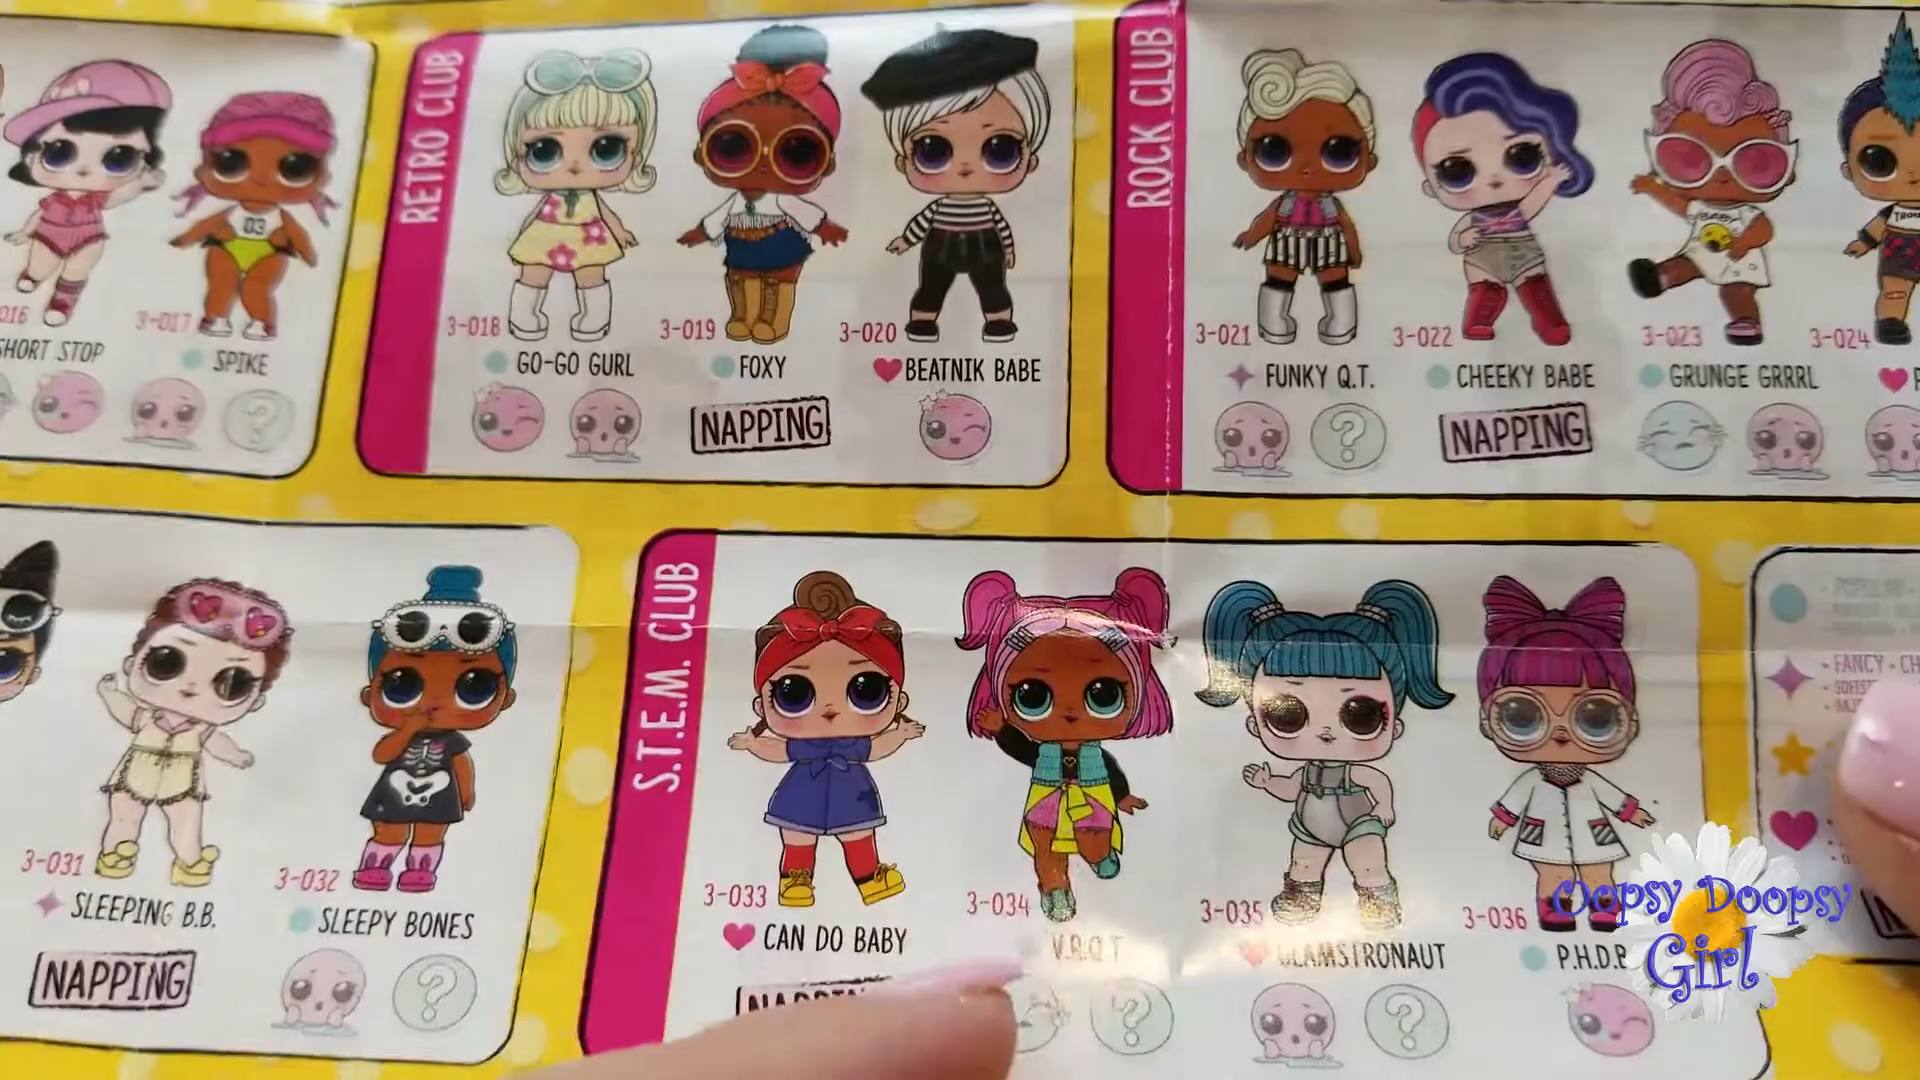 RETRO CLUB
ROCK CLUB
03
BABY
3-017
3-018
3-019
3-020
3-021
3-022
3-023
3-024
SHORT STOP
SPIKE
GO-GO GURL
FOXY
BEATNIK BABE
FUNKY Q.T.
CHEEKY BABE
GRUNGE GRRRL
?
NAPPING
?
NAPPING
S.T.E.M. CLUB
FANCY
3-031
3-032
3-033
3-034
3-035
3-036
SLEEPING B.B.
SLEEPY BONES
CAN DO BABY
V.R.Q.T.
GLAMSTRONAUT
P.H.D.B
NAPPING
?
?
?
Oopsy Doopsy
Girl